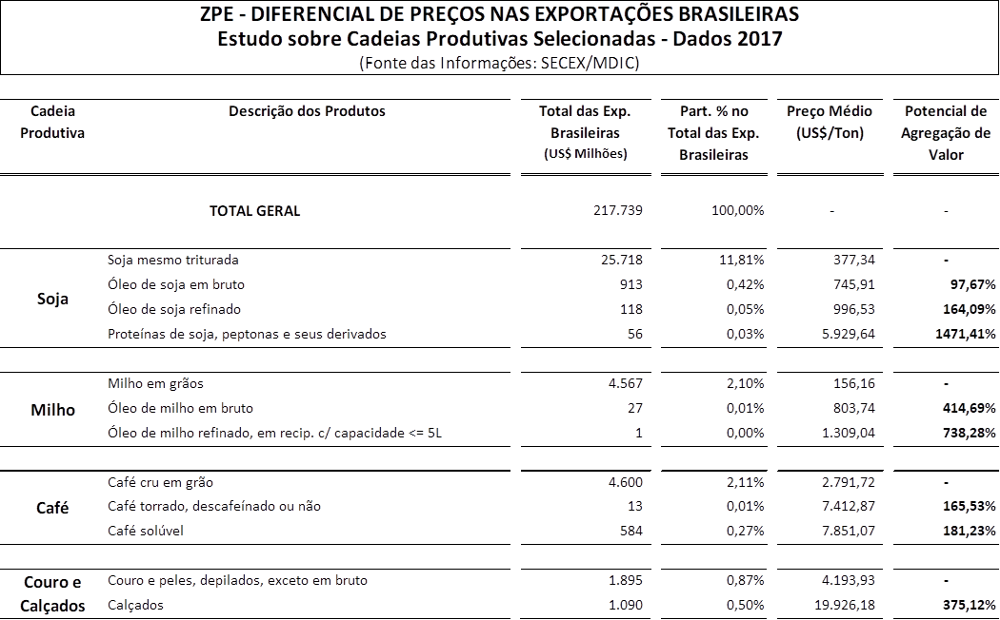 ZPE - DIFERENCIAL DE PREÇOS NAS EXPORTAÇÕES BRASILEIRAS
Estudo sobre Cadeias Produtivas Selecionadas - Dados 2017
(Fonte das Informações: SECEX/MDIC)
Cadeia Produtiva Descrição dos Produtos Total das Exp. Brasileiras (US$ Milhões) Part. % no Total das Exp. Brasileiras Preço Médio (US$/Ton) Potencial de Agregação de Valor
TOTAL GERAL 217.739 100,00% - -
Soja
Soja mesmo triturada 25.718 11,81% 377,34 -
Óleo de soja em bruto 913 0,42% 745,91 97,67%
Óleo de soja refinado 118 0,05% 996,53 164,09%
Proteínas de soja, peptonas e seus derivados 56 0,03% 5.929,64 1471,41%
Milho
Milho em grãos 4.567 2,10% 156,16 -
Óleo de milho em bruto 27 0,01% 803,74 414,69%
Óleo de milho refinado, em recip. c/ capacidade <= 5L 1 0,00% 1.309,04 738,28%
Café
Café cru em grão 4.600 2,11% 2.791,72 -
Café torrado, descafeínado ou não 13 0,01% 7.412,87 165,53%
Café solúvel 584 0,27% 7.851,07 181,23%
Couro e Calçados
Couro e peles, depilados, exceto em bruto 1.895 0,87% 4.193,93 -
Calçados 1.090 0,50% 19.926,18 375,12%